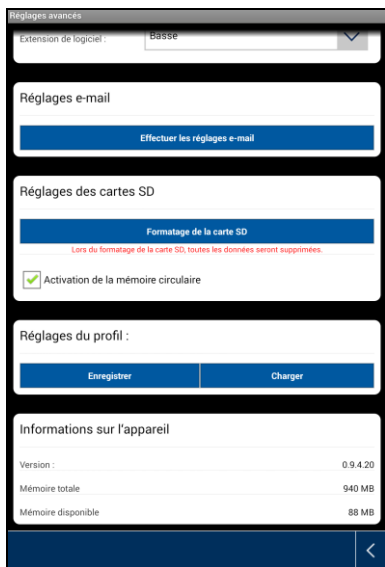 Réglages avancés
Extension de logiciel : Basse
Réglages e-mail
Effectuer les réglages e-mail
Réglages des cartes SD
Formatage de la carte SD
Lors du formatage de la carte SD, toutes les données seront supprimées.
Activation de la mémoire circulaire
Réglages du profil :
Enregistrer Charger
Informations sur l'appareil
Version : 0.9.4.20
Mémoire totale 940 MB
Mémoire disponible 88 MB